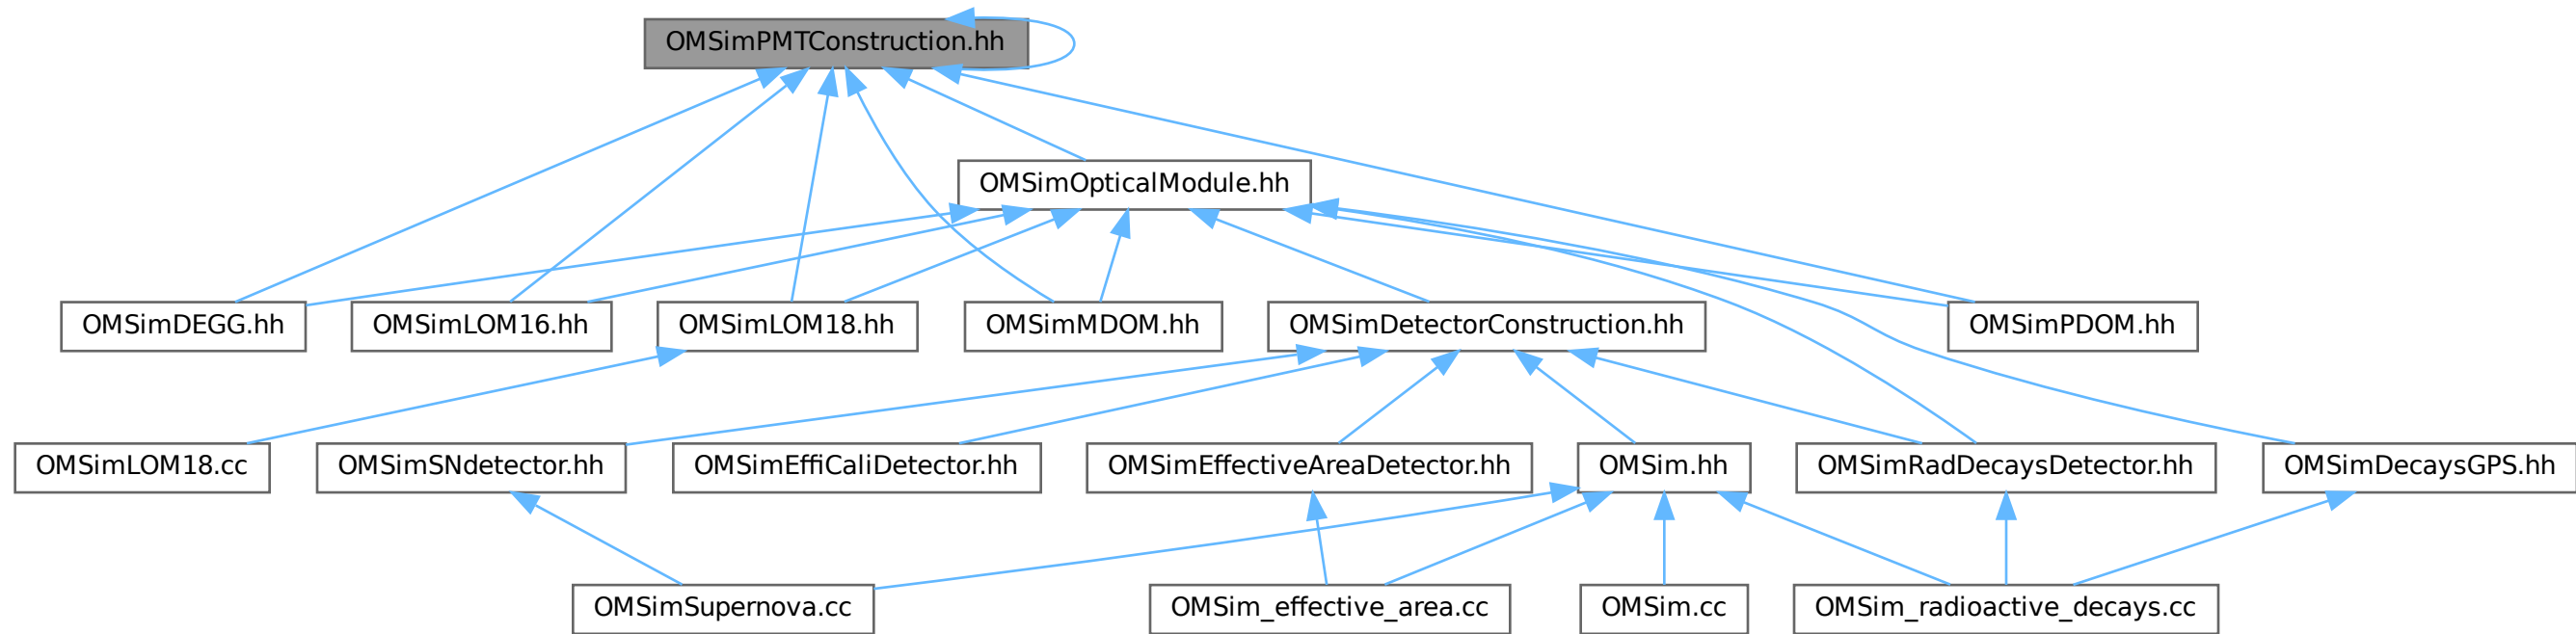 OMSimPMTConstruction.hh
OMSimOpticalModule.hh
OMSimDEGG.hh
OMSimLOM16.hh
OMSimLOM18.hh
OMSimMDOM.hh
OMSimDetectorConstruction.hh
OMSimPDOM.hh
OMSimLOM18.cc
OMSimSNdetector.hh
OMSimEffiCaliDetector.hh
OMSimEffectiveAreaDetector.hh
OMSim.hh
OMSimRadDecaysDetector.hh
OMSimDecaysGPS.hh
OMSimSupernova.cc
OMSim_effective_area.cc
OMSim.cc
OMSim_radioactive_decays.cc